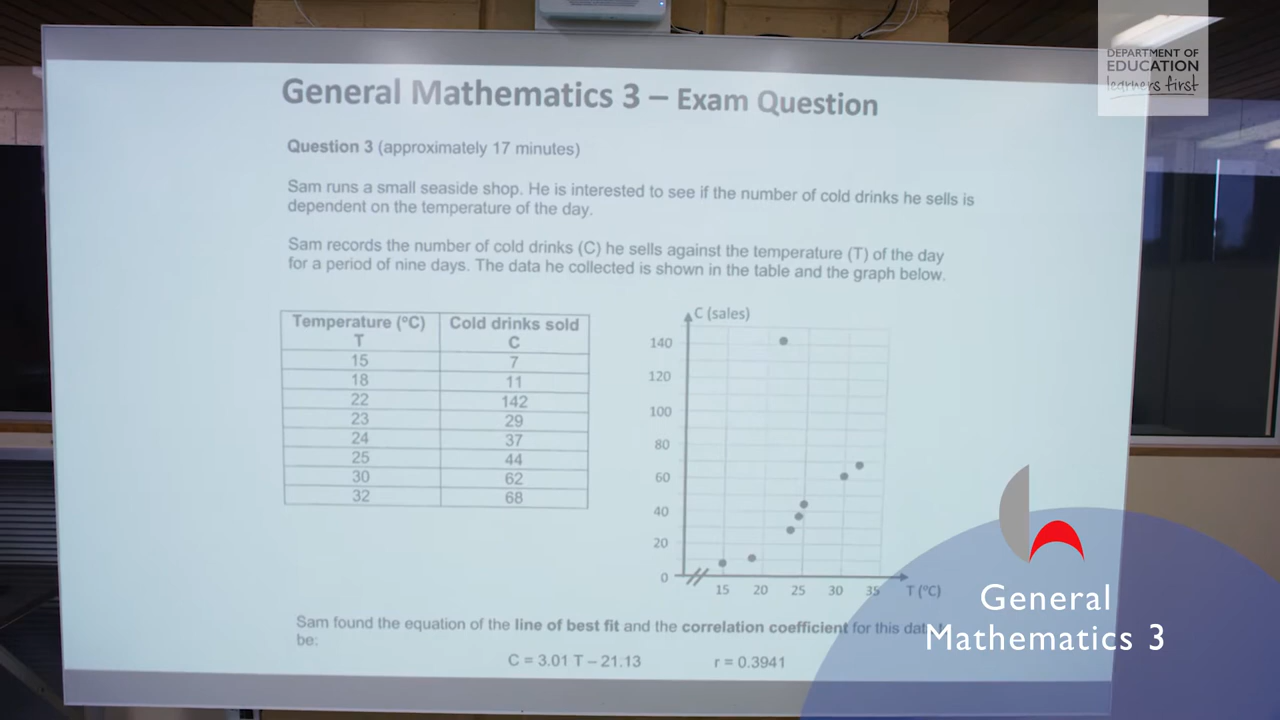 DEPARTMENT OF
EDUCATION
learners first
General Mathematics 3 – Exam Question
Question 3 (approximately 17 minutes)
Sam runs a small seaside shop. He is interested to see if the number of cold drinks he sells is
dependent on the temperature of the day.
Sam records the number of cold drinks (C) he sells against the temperature (T) of the day
for a period of nine days. The data he collected is shown in the table and the graph below.
Temperature (°C) Cold drinks sold
T C
15 7
18 11
22 142
23 29
24 37
25 44
30 62
32 68
C (sales)
140
120
100
80
60
40
20
0
15 20 25 30 35 T (°C)
Sam found the equation of the line of best fit and the correlation coefficient for this data
be:
C = 3.01 T – 21.13 r = 0.3941
General
Mathematics 3